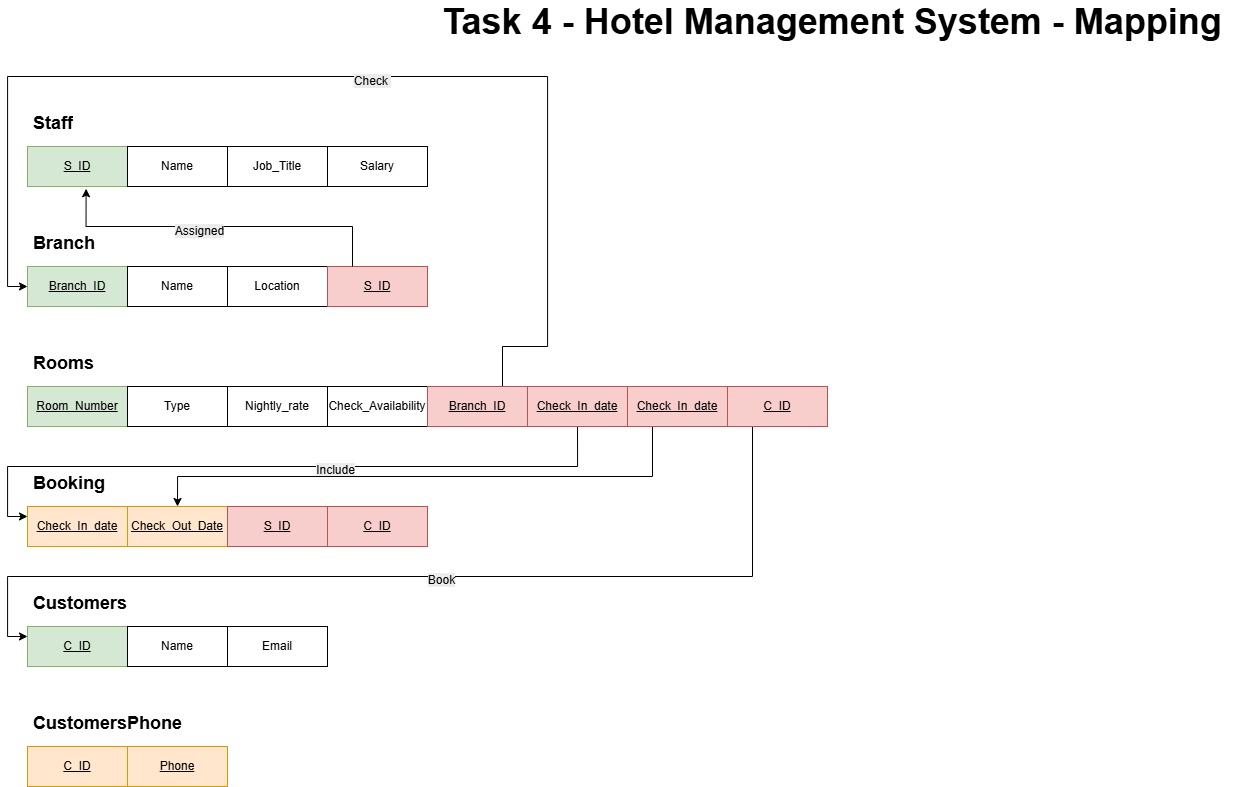 Task 4 - Hotel Management System - Mapping
Check
Staff
S_ID Name Job_Title Salary
Assigned
Branch
Branch_ID Name Location S_ID
Rooms
Room_Number Type Nightly_rate Check_Availability Branch_ID Check_In_date Check_In_date C_ID
Include
Booking
Check_In_date Check_Out_Date S_ID C_ID
Book
Customers
C_ID Name Email
CustomersPhone
C_ID Phone